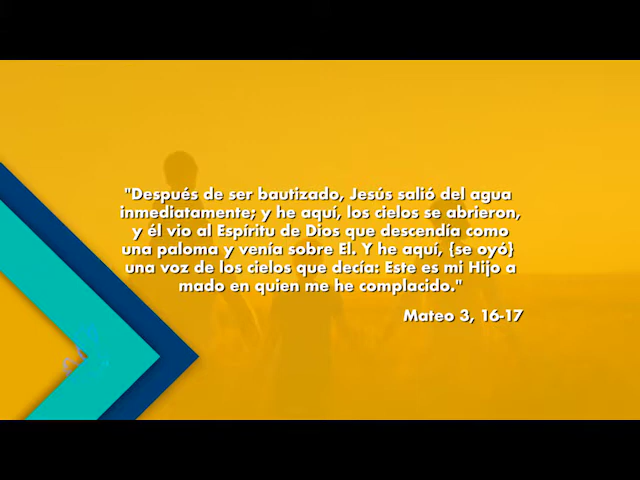 "Después de ser bautizado, Jesús salió del agua
inmediatamente; y he aquí, los cielos se abrieron,
y él vio al Espíritu de Dios que descendía como
una paloma y venía sobre El. Y he aquí, {se oyó}
una voz de los cielos que decía: Este es mi Hijo a
mado en quien me he complacido."
Mateo 3, 16-17